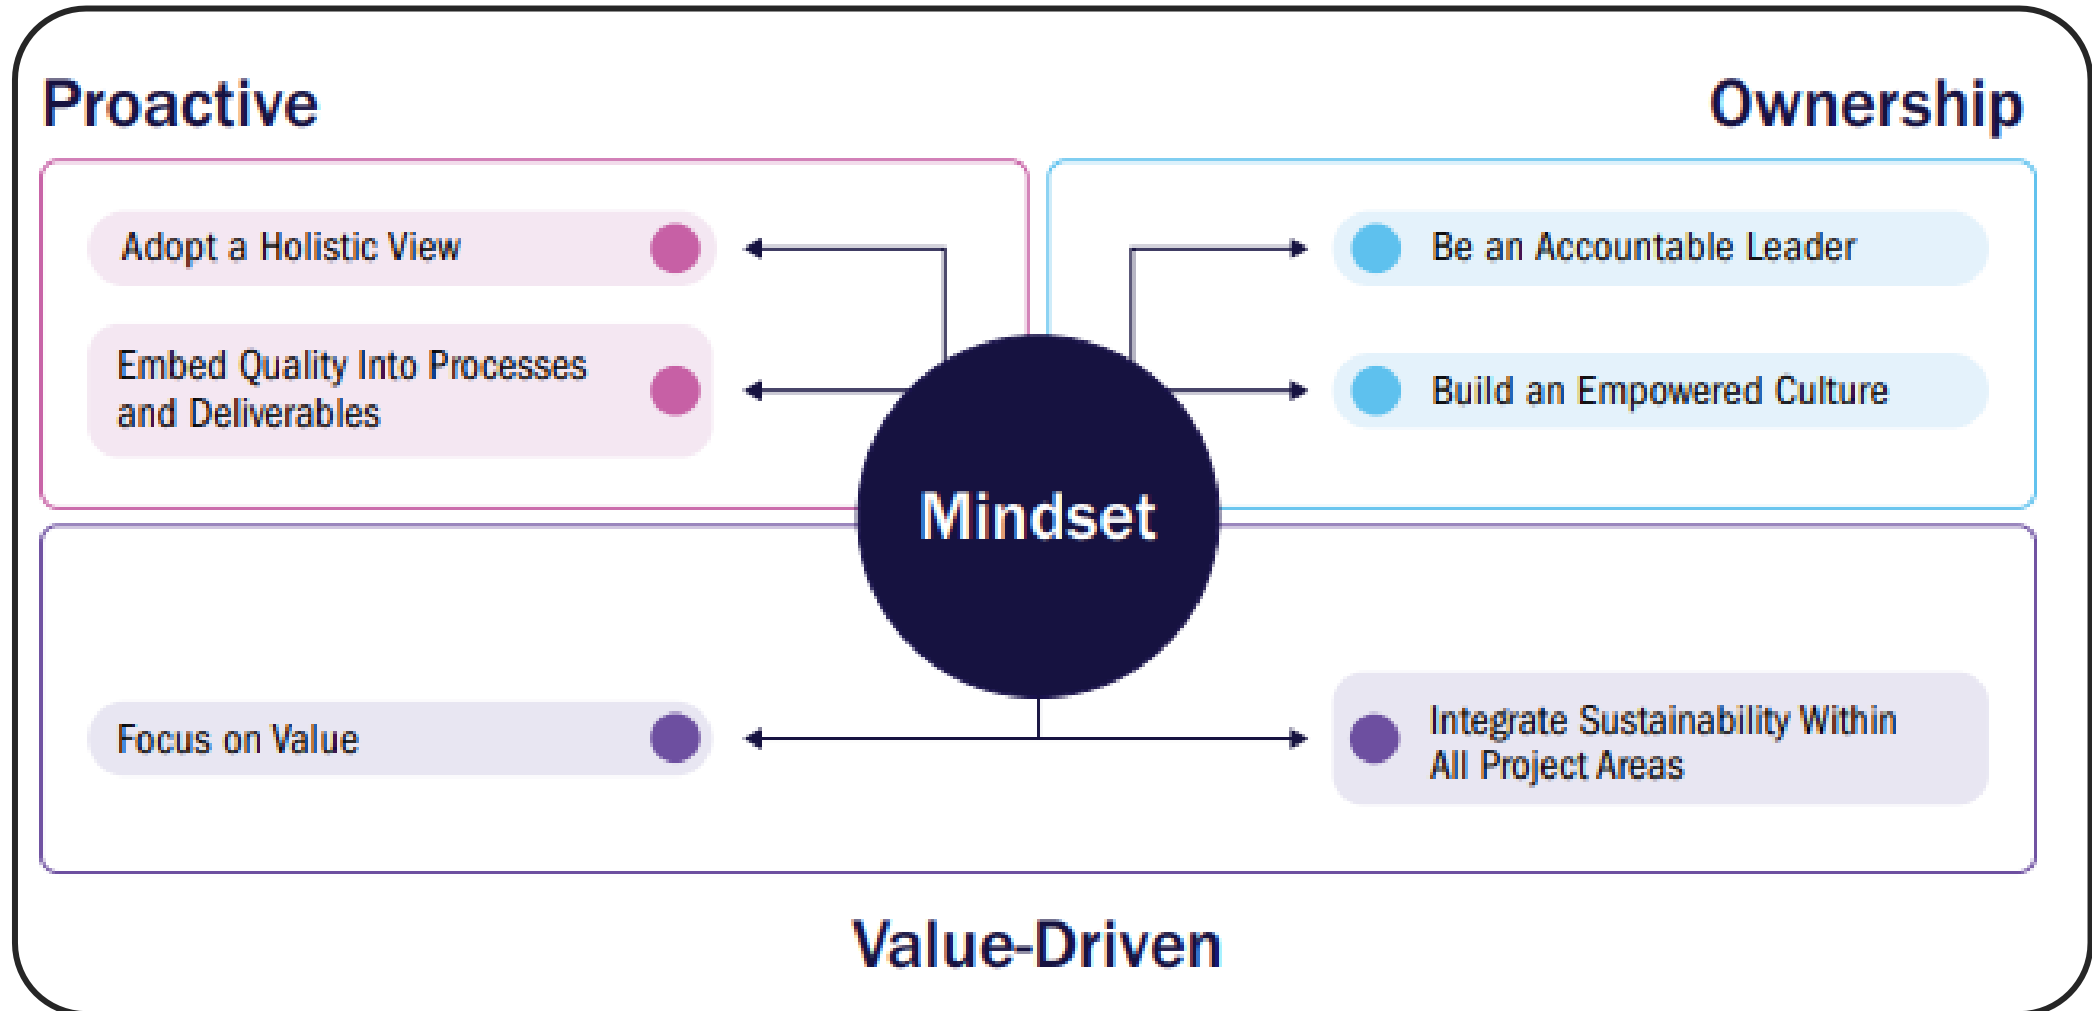 Proactive
Ownership
Adopt a Holistic View
Be an Accountable Leader
Embed Quality Into Processes
and Deliverables
Build an Empowered Culture
Mindset
Focus on Value
Integrate Sustainability Within
All Project Areas
Value-Driven